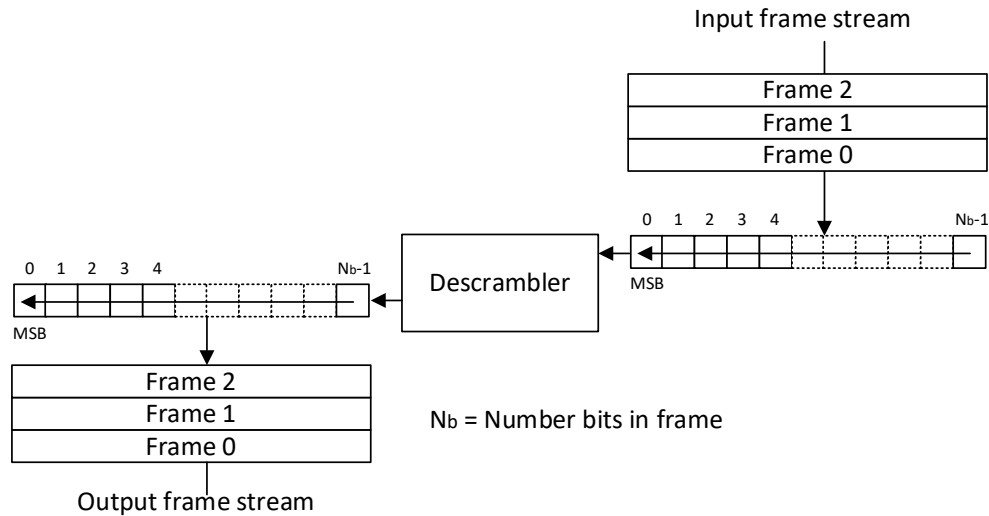 Input frame stream
Frame 2
Frame 1
Frame 0
0 1 2 3 4 Nb-1
MSB
Descrambler
0 1 2 3 4 Nb-1
MSB
Frame 2
Frame 1
Frame 0
Nb = Number bits in frame
Output frame stream